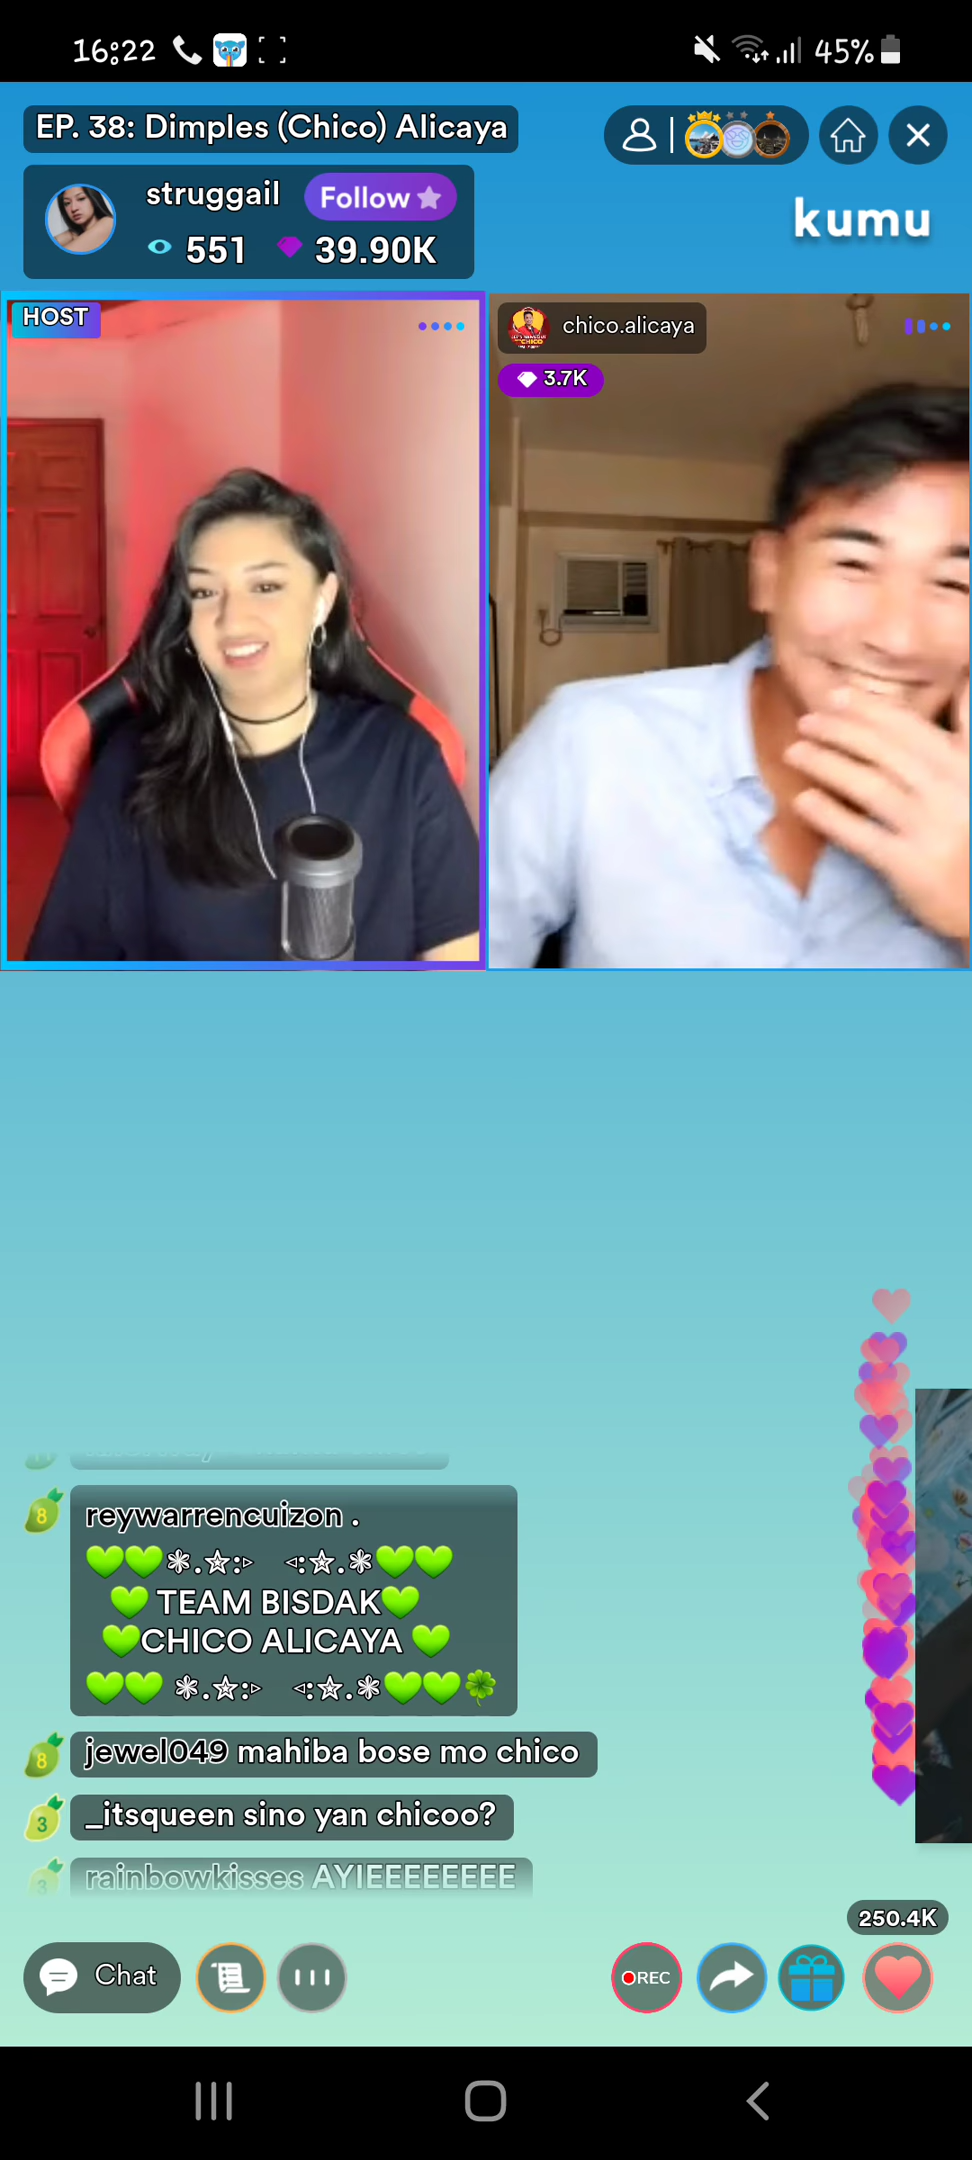 16:22
45%
EP. 38: Dimples (Chico) Alicaya
struggail
Follow
551
39.90K
kumu
HOST
chico.alicaya
3.7K
8
reywarrencuizon .
💚💚❃.✮:▹ ◃:✮.❃💚💚
💚 TEAM BISDAK💚
💚CHICO ALICAYA 💚
💚💚 ❃.✮:▹ ◃:✮.❃💚💚🍀
8
jewel049 mahiba bose mo chico
3
_itsqueen sino yan chicoo?
3
rainbowkisses AYIEEEEEEEE
250.4K
Chat
REC